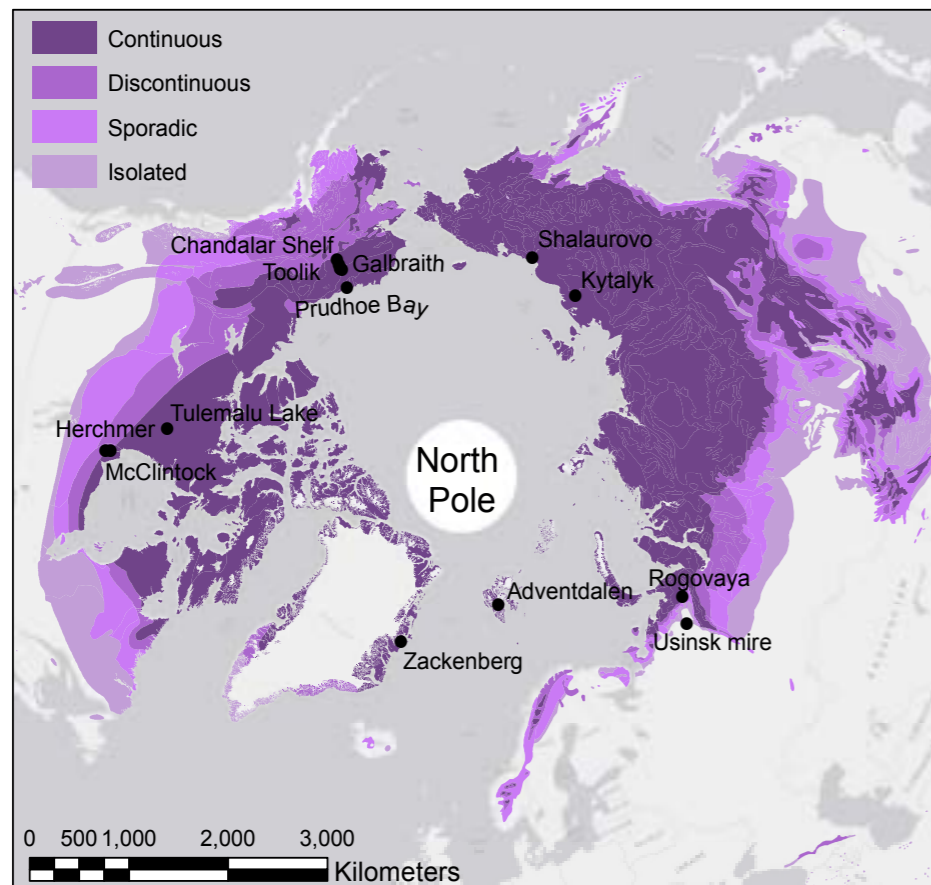 Continuous
Discontinuous
Sporadic
Isolated
Chandalar Shelf
Shalaurovo
Toolik
Galbraith
Kytalyk
Prudhoe Bay
Tulemalu Lake
Herchmer
McClintock
North
Pole
Rogovaya
Adventdalen
Usinsk mire
Zackenberg
0 500 1,000 2,000 3,000
Kilometers